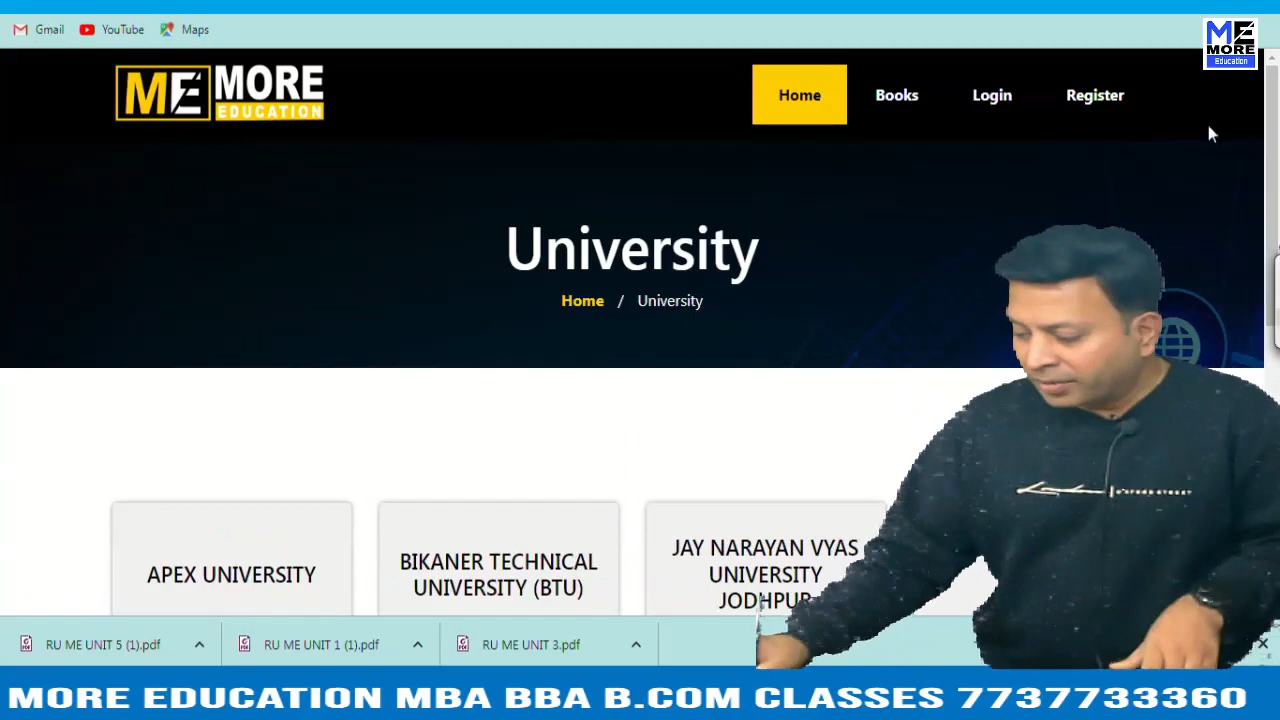 Gmail YouTube Maps
ME MORE EDUCATION
Home Books Login Register
ME
MORE
Education
University
Home / University
APEX UNIVERSITY
BIKANER TECHNICAL
UNIVERSITY (BTU)
JAY NARAYAN VYAS
UNIVERSITY
JODHPUR
RU ME UNIT 5 (1).pdf RU ME UNIT 1 (1).pdf RU ME UNIT 3.pdf
MORE EDUCATION MBA BBA B.COM CLASSES 7737733360